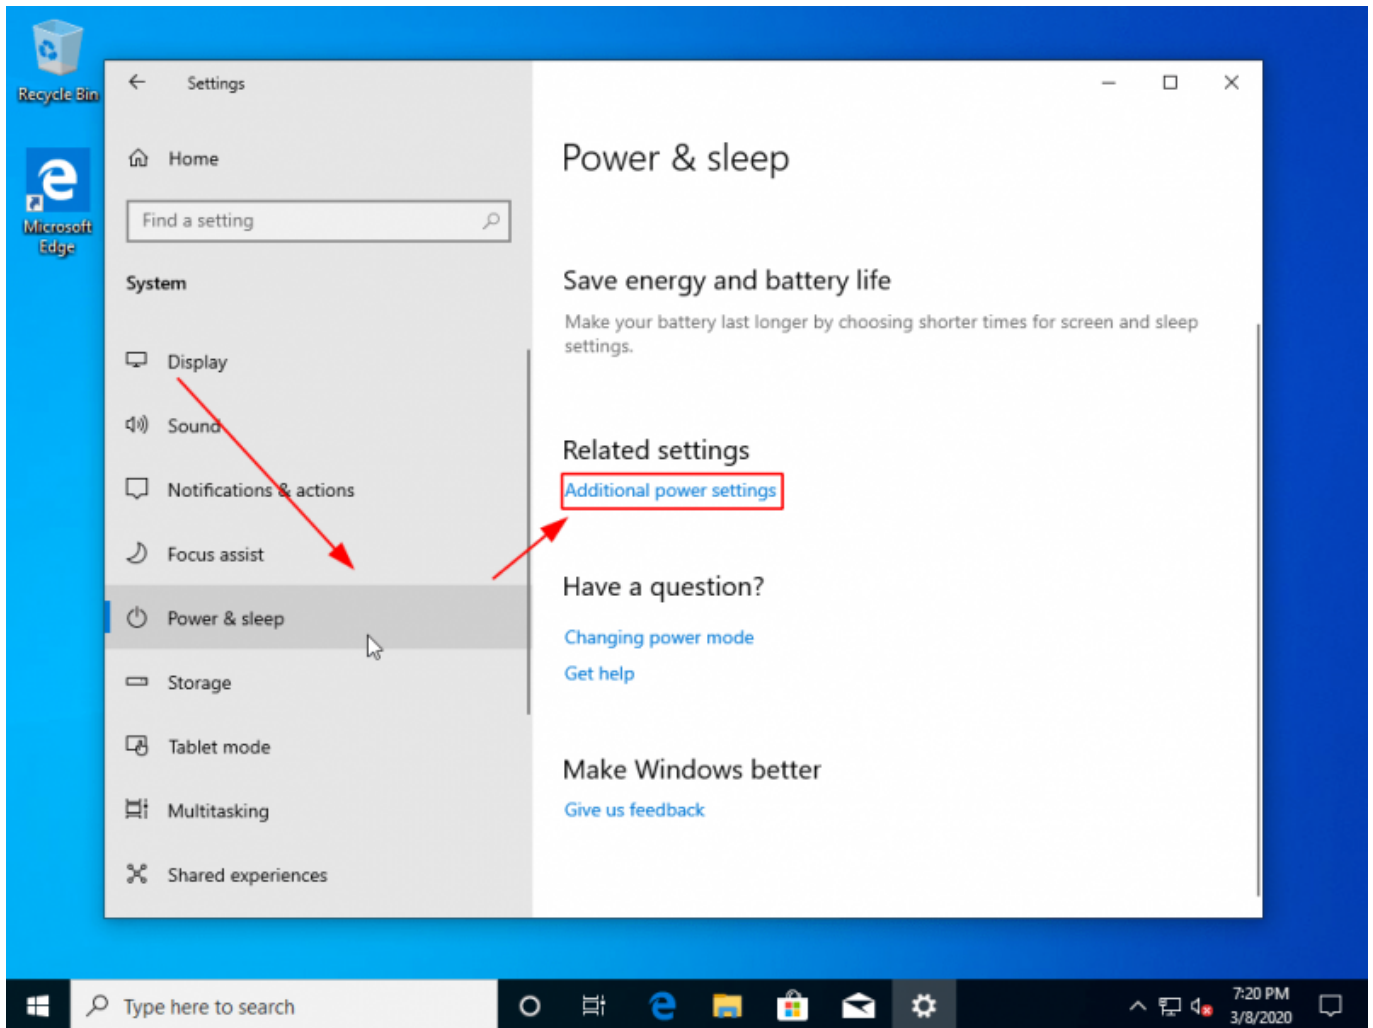 Recycle Bin
Microsoft
Edge
Settings
Home
Find a setting
System
Display
Sound
Notifications & actions
Focus assist
Power & sleep
Storage
Tablet mode
Multitasking
Shared experiences
Power & sleep
Save energy and battery life
Make your battery last longer by choosing shorter times for screen and sleep
settings.
Related settings
Additional power settings
Have a question?
Changing power mode
Get help
Make Windows better
Give us feedback
Type here to search
7:20 PM
3/8/2020